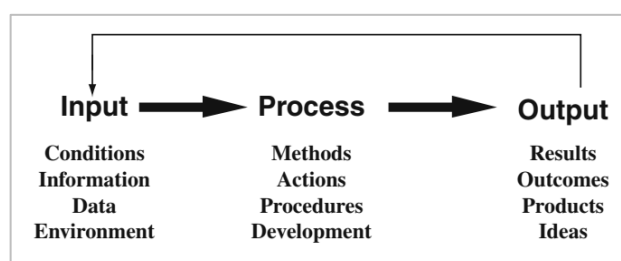 Input Process Output
Conditions Methods Results
Information Actions Outcomes
Data Procedures Products
Environment Development Ideas